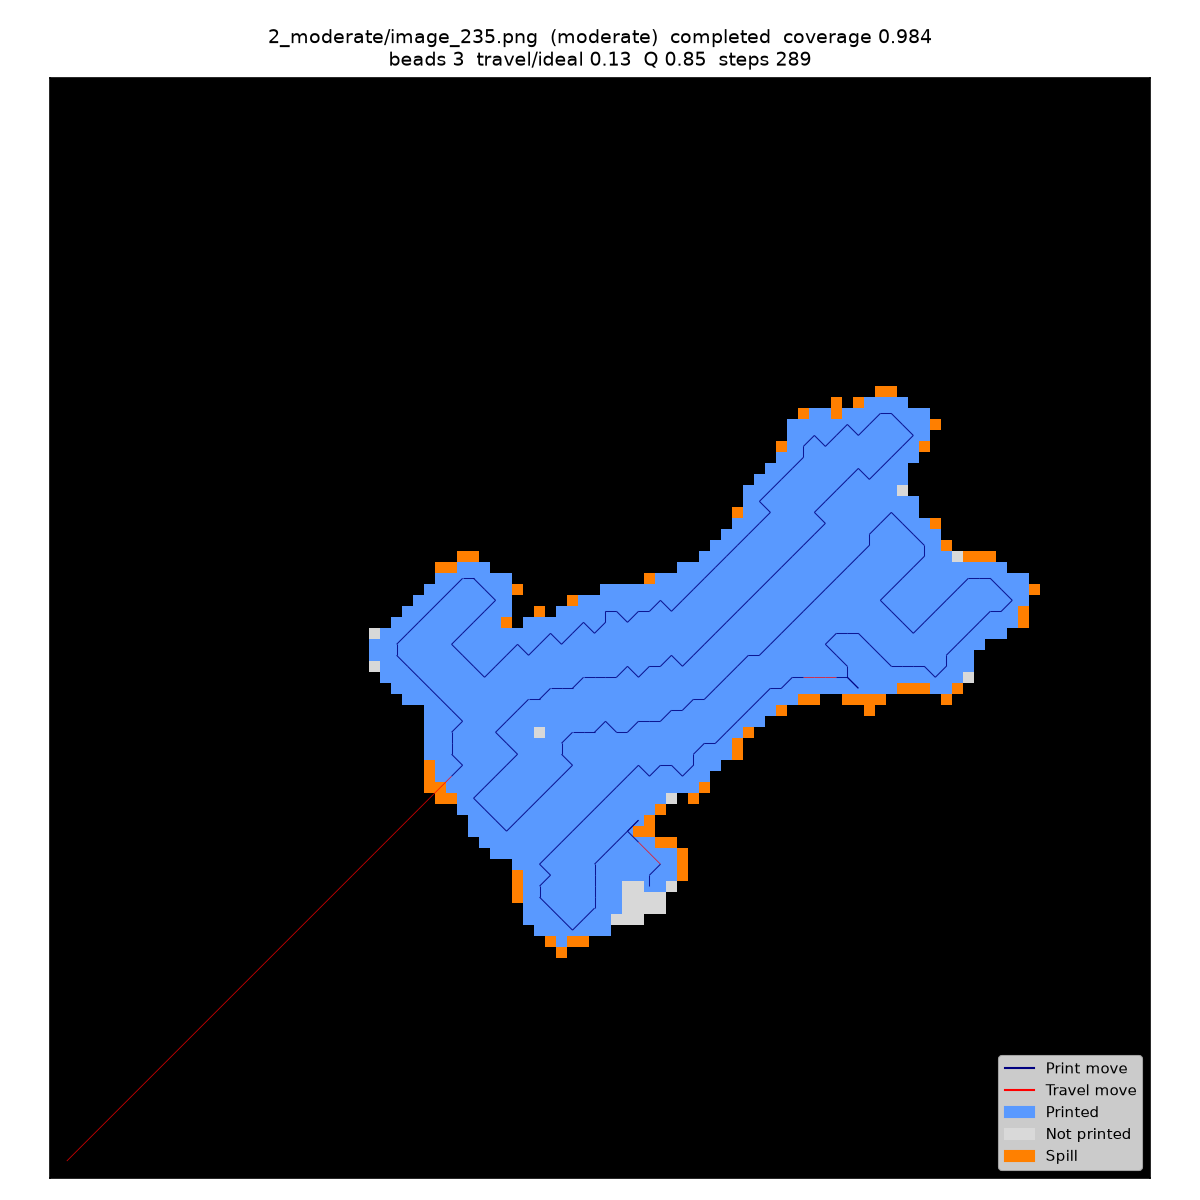 2_moderate/image_235.png  (moderate)  completed  coverage 0.984
beads 3  travel/ideal 0.13  Q 0.85  steps 289
Print move
Travel move
Printed
Not printed
Spill